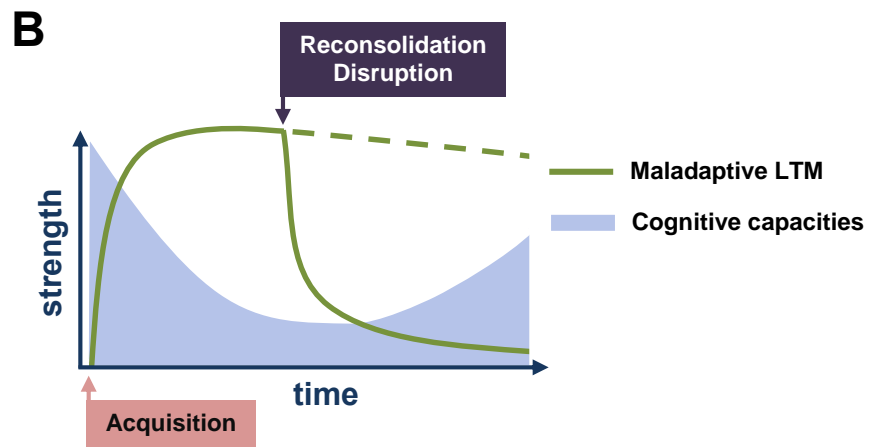 B
Reconsolidation
Disruption
strength
Maladaptive LTM
Cognitive capacities
time
Acquisition